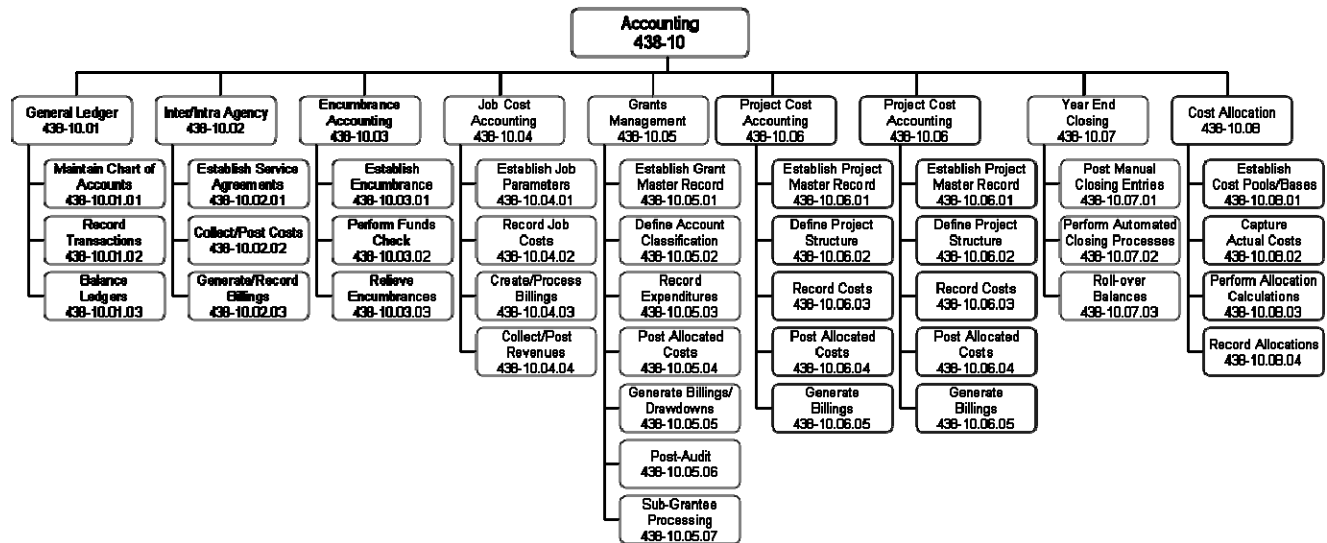 Accounting
438-10
General Ledger
438-10.01
Maintain Chart of
Accounts
438-10.01.01
Record
Transactions
438-10.01.02
Balance
Ledgers
438-10.01.03
Inter/Intra Agency
438-10.02
Establish Service
Agreements
438-10.02.01
Collect/Post Costs
438-10.02.02
Generate/Record
Billings
438-10.02.03
Encumbrance
Accounting
438-10.03
Establish
Encumbrance
438-10.03.01
Perform Funds
Check
438-10.03.02
Relieve
Encumbrances
438-10.03.03
Job Cost
Accounting
438-10.04
Establish Job
Parameters
438-10.04.01
Record Job
Costs
438-10.04.02
Create/Process
Billings
438-10.04.03
Collect/Post
Revenues
438-10.04.04
Grants
Management
438-10.05
Establish Grant
Master Record
438-10.05.01
Define Account
Classification
438-10.05.02
Record
Expenditures
438-10.05.03
Post Allocated
Costs
438-10.05.04
Generate Billings/
Drawdowns
438-10.05.05
Post-Audit
438-10.05.06
Sub-Grantee
Processing
438-10.05.07
Project Cost
Accounting
438-10.06
Establish Project
Master Record
438-10.06.01
Define Project
Structure
438-10.06.02
Record Costs
438-10.06.03
Post Allocated
Costs
438-10.06.04
Generate
Billings
438-10.06.05
Project Cost
Accounting
438-10.06
Establish Project
Master Record
438-10.06.01
Define Project
Structure
438-10.06.02
Record Costs
438-10.06.03
Post Allocated
Costs
438-10.06.04
Generate
Billings
438-10.06.05
Year End
Closing
438-10.07
Post Manual
Closing Entries
438-10.07.01
Perform Automated
Closing Processes
438-10.07.02
Roll-over
Balances
438-10.07.03
Cost Allocation
438-10.08
Establish
Cost Pools/Bases
438-10.08.01
Capture
Actual Costs
438-10.08.02
Perform Allocation
Calculations
438-10.08.03
Record Allocations
438-10.08.04